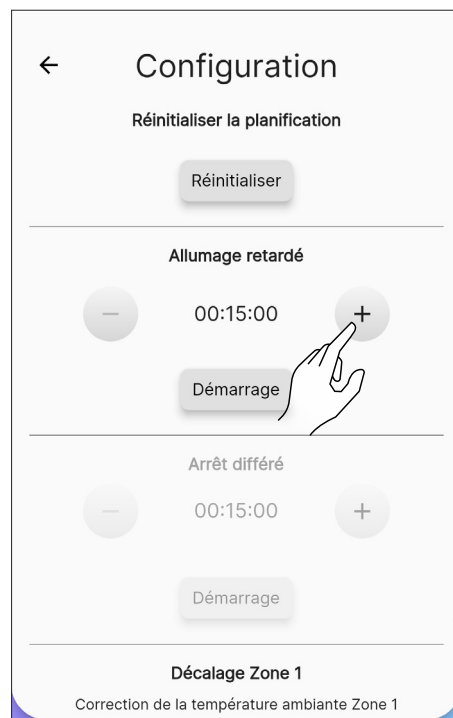 Configuration
Réinitialiser la planification
Réinitialiser
Allumage retardé
− 00:15:00 +
Démarrage
Arrêt différé
− 00:15:00 +
Démarrage
Décalage Zone 1
Correction de la température ambiante Zone 1